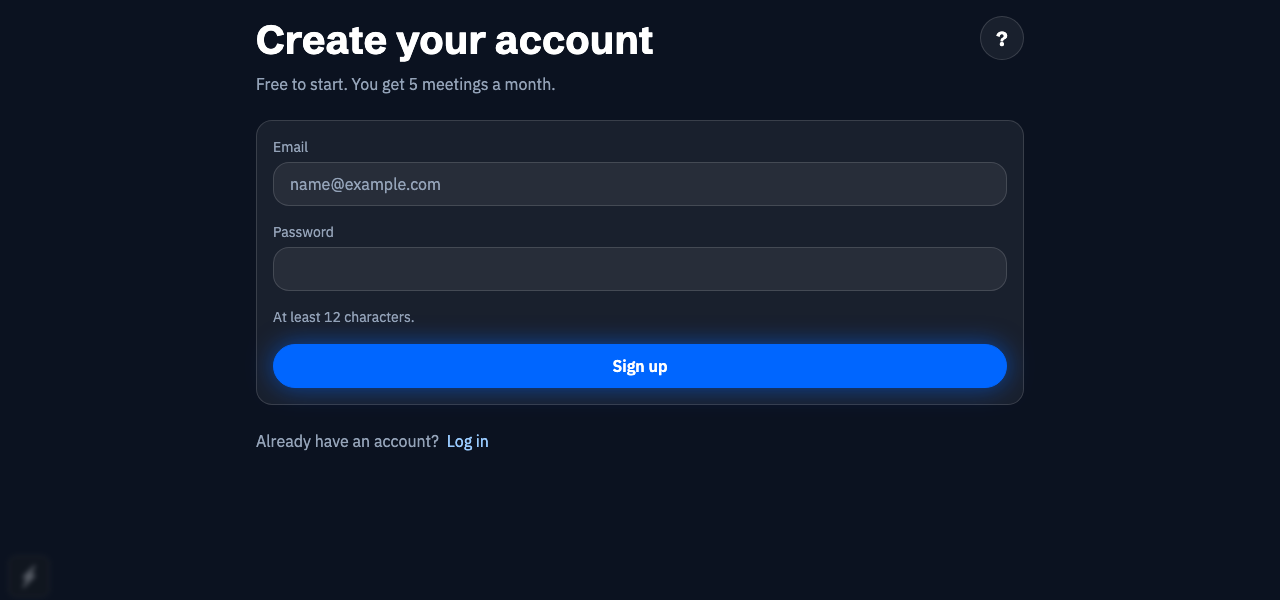 Create your account
?
Free to start. You get 5 meetings a month.
Email
name@example.com
Password
At least 12 characters.
Sign up
Already have an account? Log in